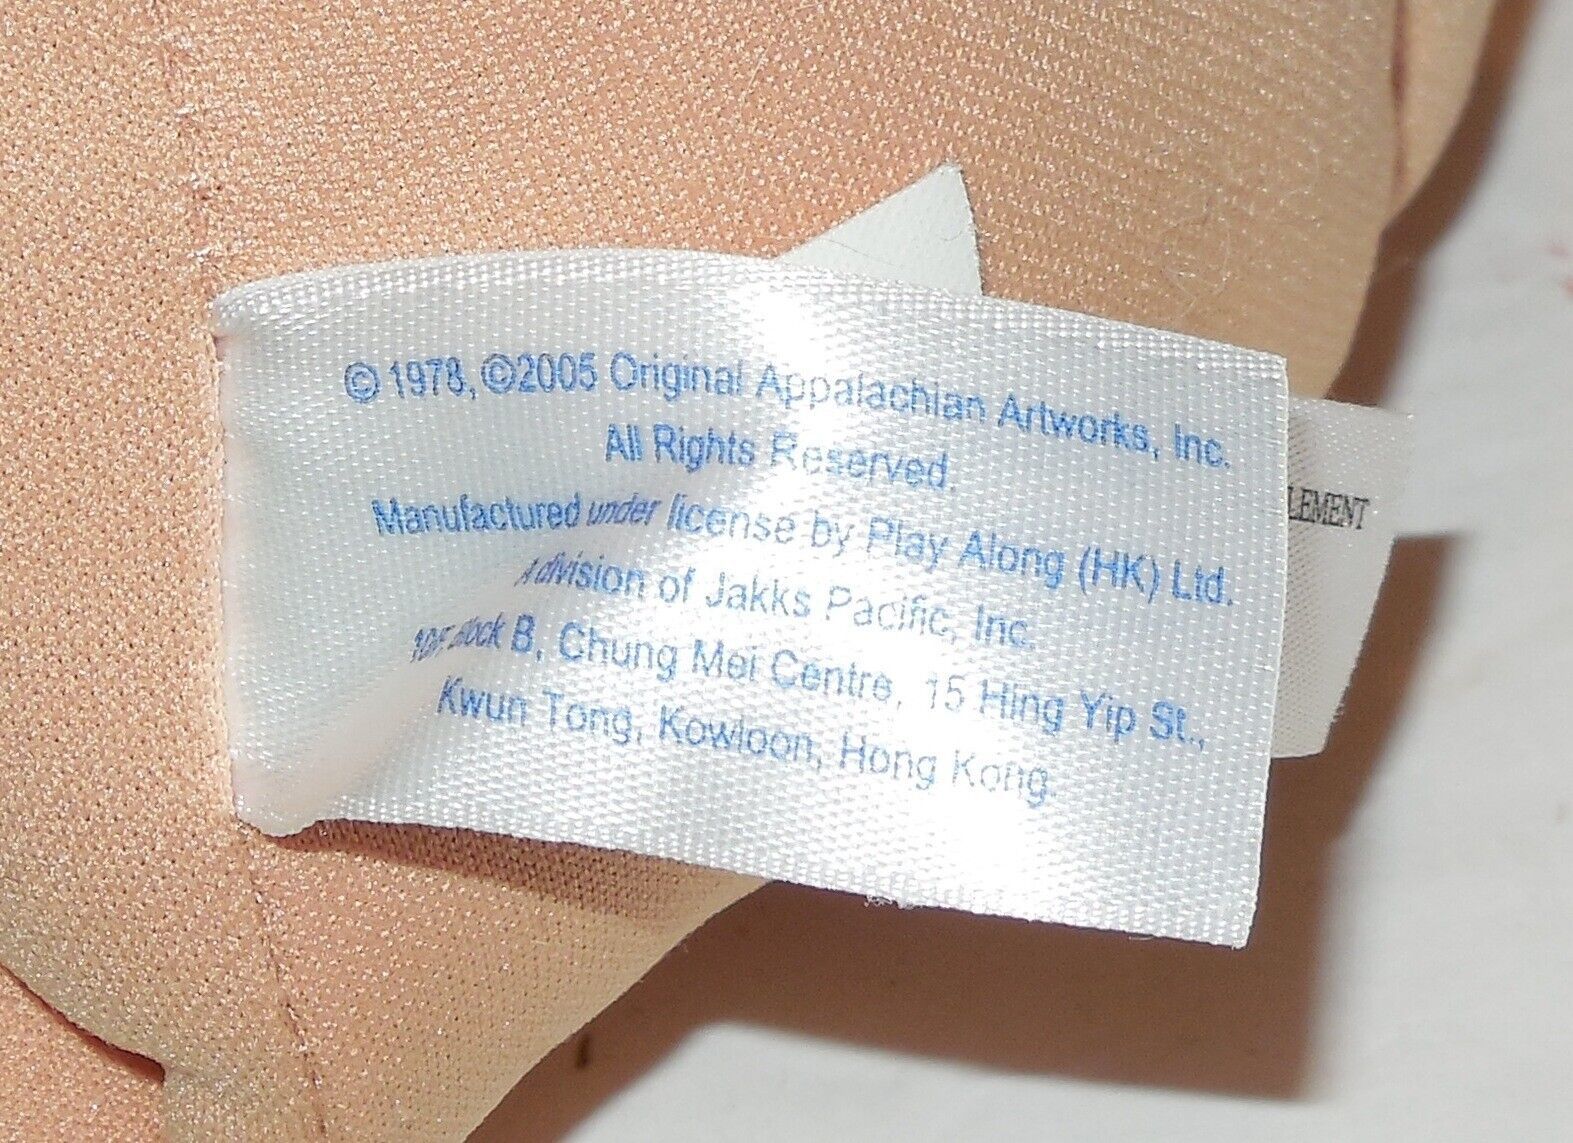 © 1978, ©2005 Original Appalachian Artworks, Inc.
All Rights Reserved.
Manufactured under license by Play Along (HK) Ltd.
A division of Jakks Pacific, Inc.
Block B, Chung Mei Centre, 15 Hing Yip St.,
Kwun Tong, Kowloon, Hong Kong.
LEMENT